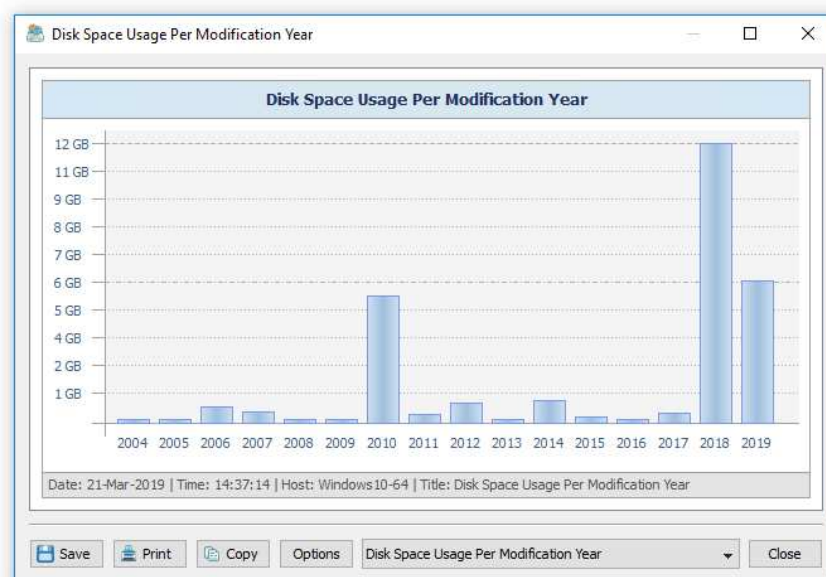 Disk Space Usage Per Modification Year
Disk Space Usage Per Modification Year
12 GB
11 GB
9 GB
8 GB
7 GB
6 GB
5 GB
4 GB
2 GB
1 GB
2004 2005 2006 2007 2008 2009 2010 2011 2012 2013 2014 2015 2016 2017 2018 2019
Date: 21-Mar-2019 | Time: 14:37:14 | Host: Windows10-64 | Title: Disk Space Usage Per Modification Year
Save Print Copy Options Disk Space Usage Per Modification Year Close